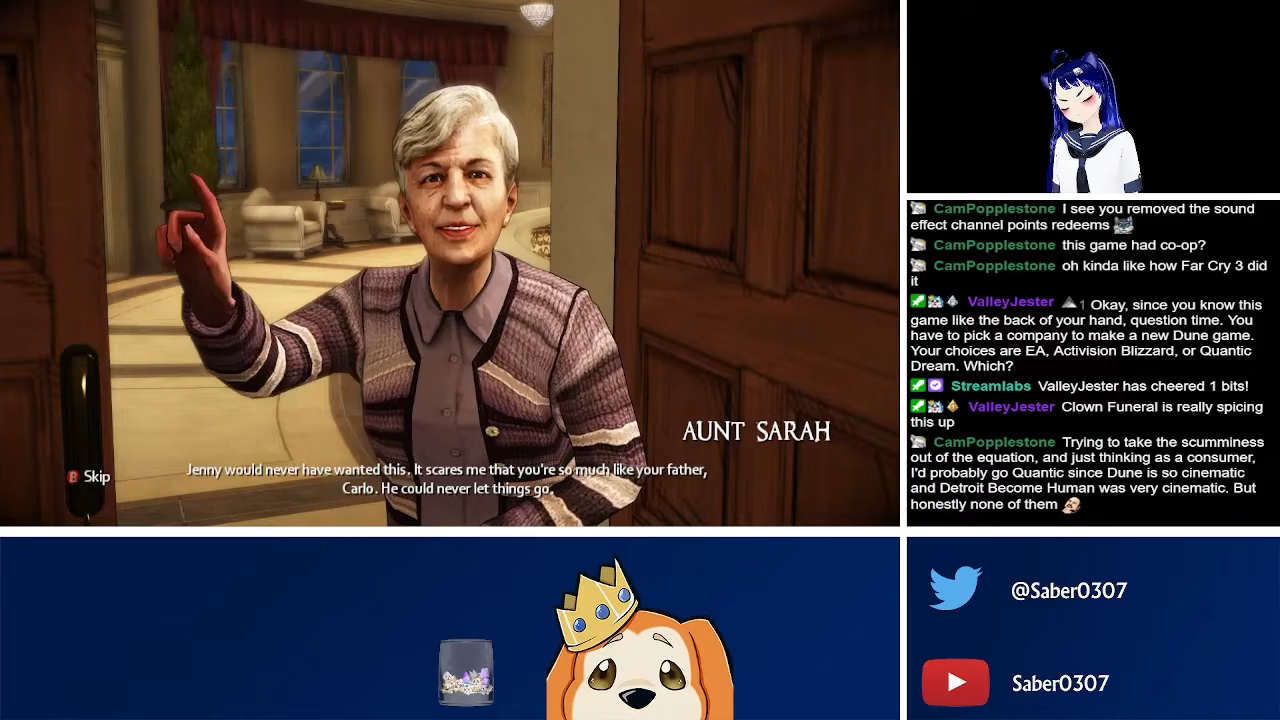 AUNT SARAH
Jenny would never have wanted this. It scares me that you're so much like your father,
Carlo. He could never let things go.
B Skip
CamPopplestone I see you removed the sound
effect channel points redeems
CamPopplestone this game had co-op?
CamPopplestone oh kinda like how Far Cry 3 did
it
ValleyJester 1 Okay, since you know this
game like the back of your hand, question time. You
have to pick a company to make a new Dune game.
Your choices are EA, Activision Blizzard, or Quantic
Dream. Which?
Streamlabs ValleyJester has cheered 1 bits!
ValleyJester Clown Funeral is really spicing
this up
CamPopplestone Trying to take the scumminess
out of the equation, and just thinking as a consumer,
I'd probably go Quantic since Dune is so cinematic
and Detroit Become Human was very cinematic. But
honestly none of them
@Saber0307
Saber0307